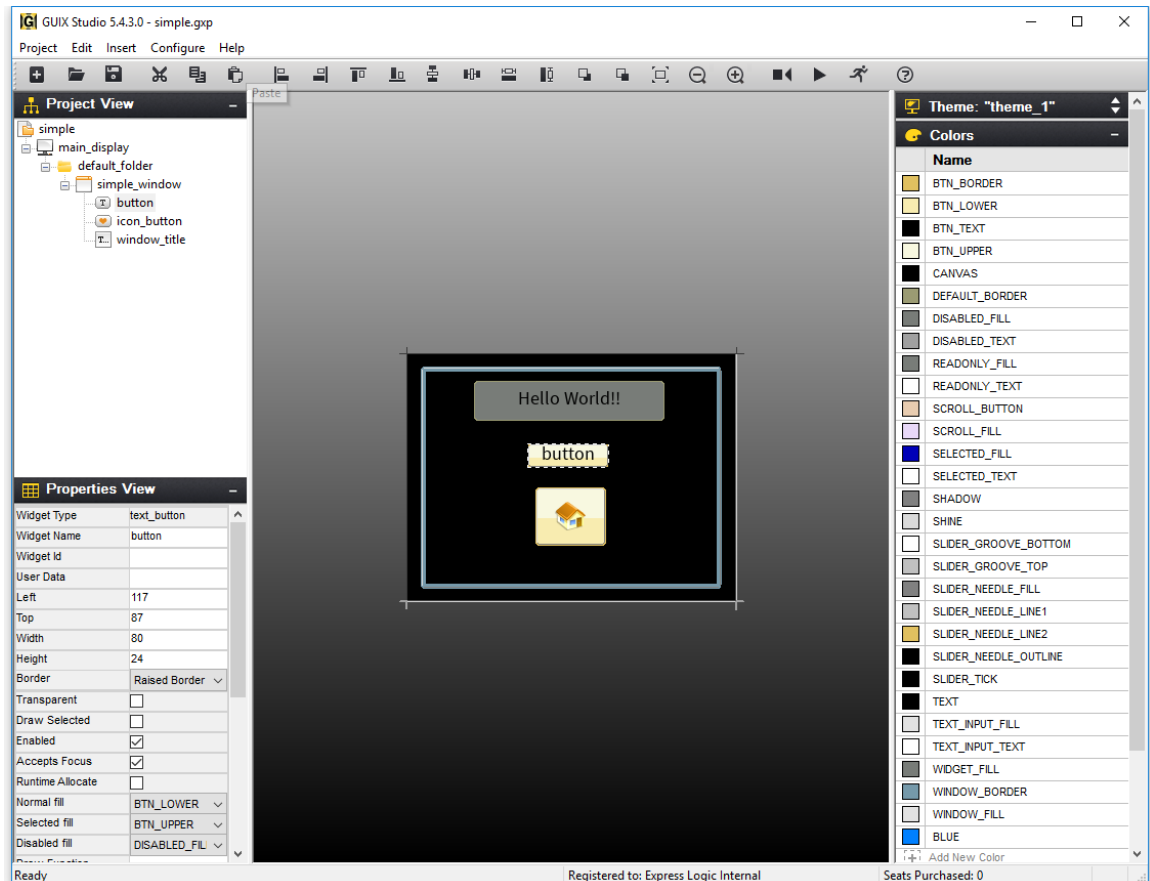 GUIX Studio 5.4.3.0 - simple.gxp
Project Edit Insert Configure Help
Paste
Project View
simple
main_display
default_folder
simple_window
button
icon_button
window_title
Properties View
Widget Type text_button
Widget Name button
Widget Id
User Data
Left 117
Top 87
Width 80
Height 24
Border Raised Border
Transparent
Draw Selected
Enabled
Accepts Focus
Runtime Allocate
Normal fill BTN_LOWER
Selected fill BTN_UPPER
Disabled fill DISABLED_FIL
Draw Function
Hello World!!
button
Theme: "theme_1"
Colors
Name
BTN_BORDER
BTN_LOWER
BTN_TEXT
BTN_UPPER
CANVAS
DEFAULT_BORDER
DISABLED_FILL
DISABLED_TEXT
READONLY_FILL
READONLY_TEXT
SCROLL_BUTTON
SCROLL_FILL
SELECTED_FILL
SELECTED_TEXT
SHADOW
SHINE
SLIDER_GROOVE_BOTTOM
SLIDER_GROOVE_TOP
SLIDER_NEEDLE_FILL
SLIDER_NEEDLE_LINE1
SLIDER_NEEDLE_LINE2
SLIDER_NEEDLE_OUTLINE
SLIDER_TICK
TEXT
TEXT_INPUT_FILL
TEXT_INPUT_TEXT
WIDGET_FILL
WINDOW_BORDER
WINDOW_FILL
BLUE
Add New Color
Ready Registered to: Express Logic Internal Seats Purchased: 0